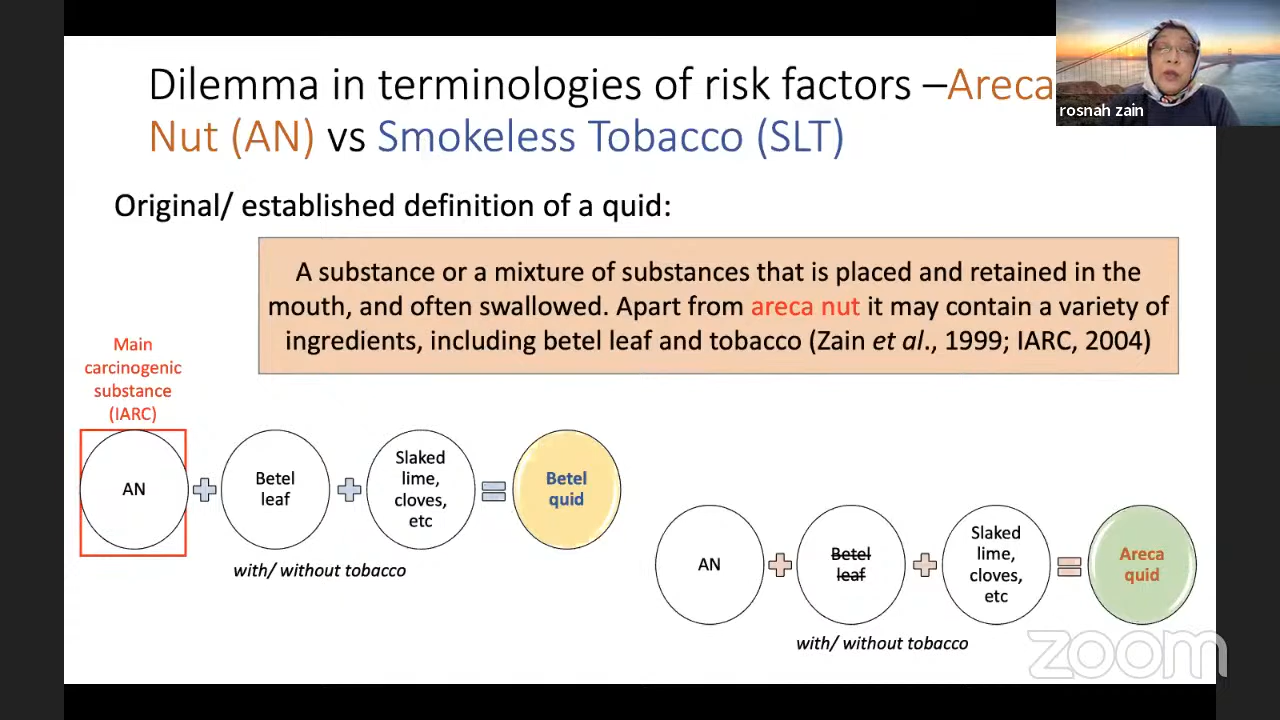 Dilemma in terminologies of risk factors –Areca
Nut (AN) vs Smokeless Tobacco (SLT)
rosnah zain
Original/ established definition of a quid:
A substance or a mixture of substances that is placed and retained in the
mouth, and often swallowed. Apart from areca nut it may contain a variety of
ingredients, including betel leaf and tobacco (Zain et al., 1999; IARC, 2004)
Main
carcinogenic
substance
(IARC)
AN
Betel
leaf
Slaked
lime,
cloves,
etc
Betel
quid
with/ without tobacco
AN
Betel
leaf
Slaked
lime,
cloves,
etc
Areca
quid
with/ without tobacco
zoom